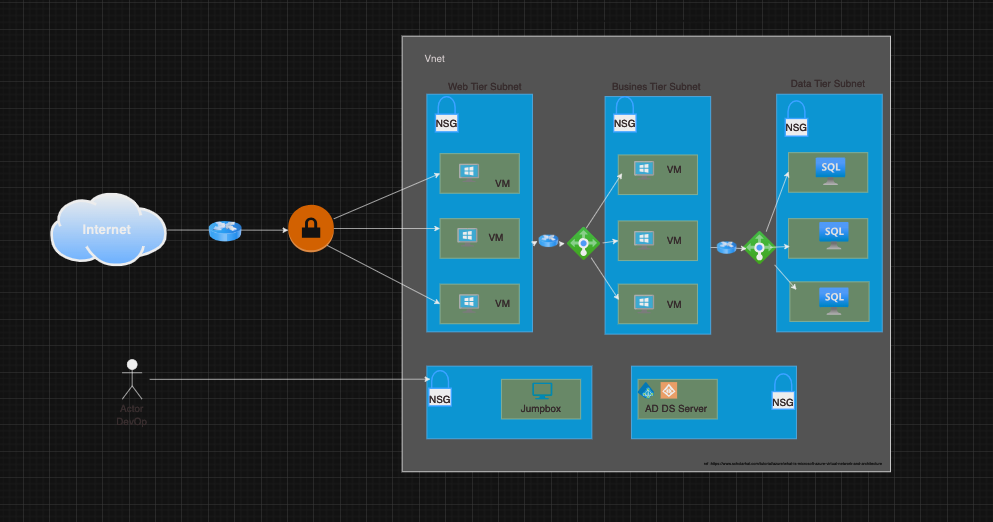 Vnet
Web Tier Subnet
Busines Tier Subnet
Data Tier Subnet
NSG
NSG
NSG
VM
VM
SQL
Internet
VM
VM
SQL
VM
VM
SQL
NSG
Jumpbox
AD DS Server
NSG
Actor
DevOp